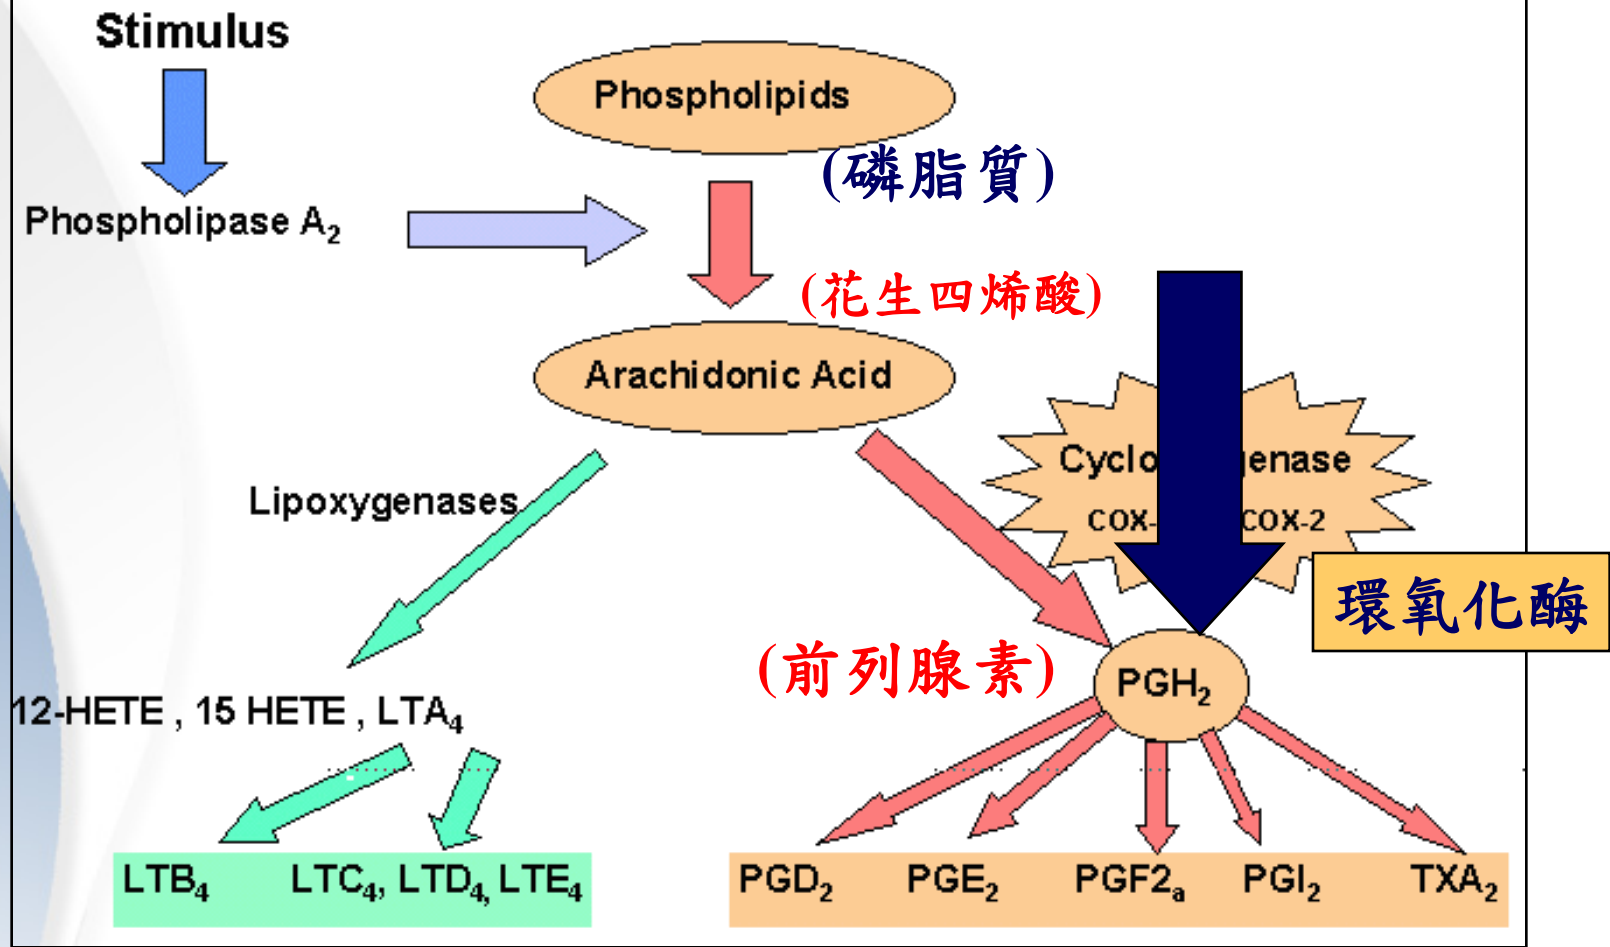 Stimulus
Phospholipids
(磷脂質)
Phospholipase A₂
(花生四烯酸)
Arachidonic Acid
Lipoxygenases
Cyclo enase
COX- COX-2
環氧化酶
(前列腺素)
PGH₂
12-HETE , 15 HETE , LTA₄
LTB₄ LTC₄, LTD₄, LTE₄
PGD₂ PGE₂ PGF2ₐ PGI₂ TXA₂